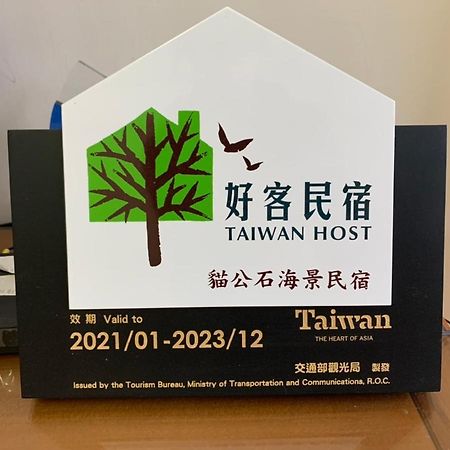 好客民宿
TAIWAN HOST
貓公石海景民宿
效期 Valid to
2021/01-2023/12
Taiwan
THE HEART OF ASIA
交通部觀光局 製發
Issued by the Tourism Bureau, Ministry of Transportation and Communications, R.O.C.